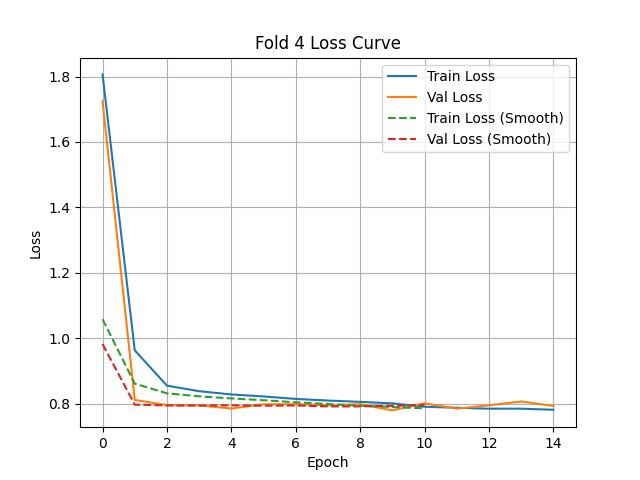 Fold 4 Loss Curve
Train Loss
Val Loss
Train Loss (Smooth)
Val Loss (Smooth)
1.8
1.6
1.4
1.2
1.0
0.8
Loss
0 2 4 6 8 10 12 14
Epoch